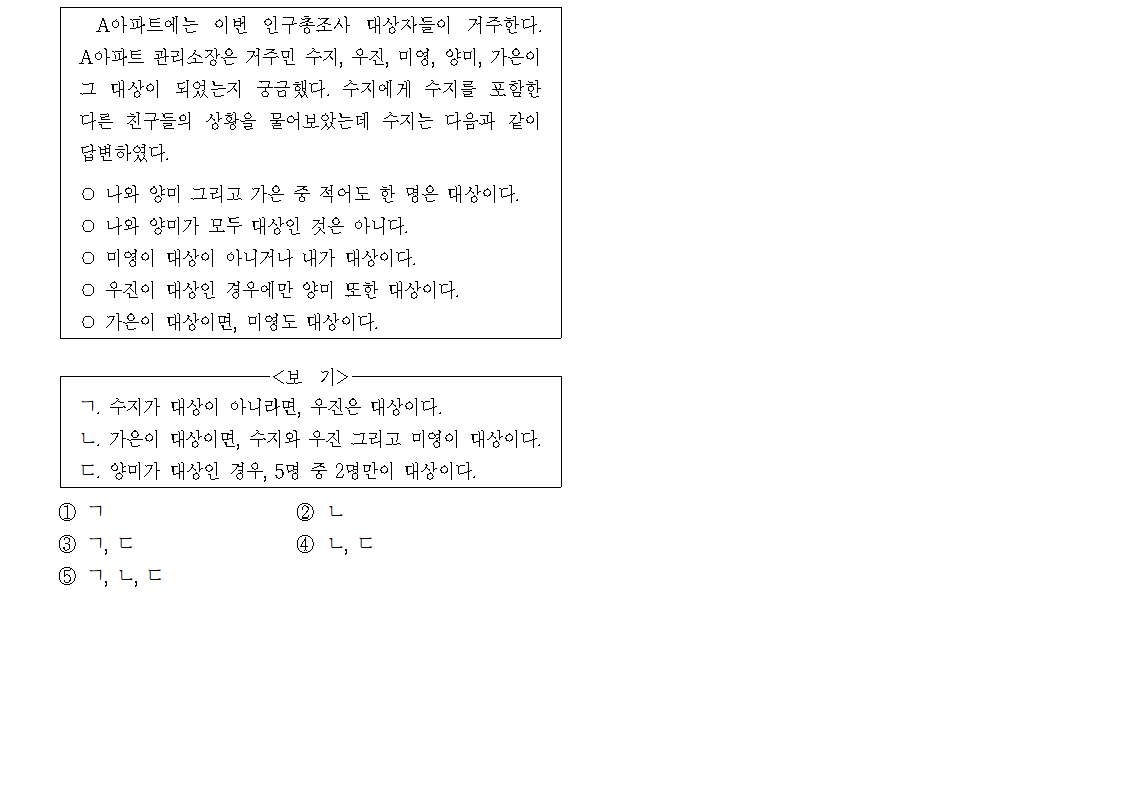 A아파트에는 이번 인구총조사 대상자들이 거주한다.
A아파트 관리소장은 거주민 수지, 우진, 미영, 양미, 가은이
그 대상이 되었는지 궁금했다. 수지에게 수지를 포함한
다른 친구들의 상황을 물어보았는데 수지는 다음과 같이
답변하였다.
○ 나와 양미 그리고 가은 중 적어도 한 명은 대상이다.
○ 나와 양미가 모두 대상인 것은 아니다.
○ 미영이 대상이 아니거나 내가 대상이다.
○ 우진이 대상인 경우에만 양미 또한 대상이다.
○ 가은이 대상이면, 미영도 대상이다.
<보 기>
ㄱ. 수지가 대상이 아니라면, 우진은 대상이다.
ㄴ. 가은이 대상이면, 수지와 우진 그리고 미영이 대상이다.
ㄷ. 양미가 대상인 경우, 5명 중 2명만이 대상이다.
① ㄱ
② ㄴ
③ ㄱ, ㄷ
④ ㄴ, ㄷ
⑤ ㄱ, ㄴ, ㄷ